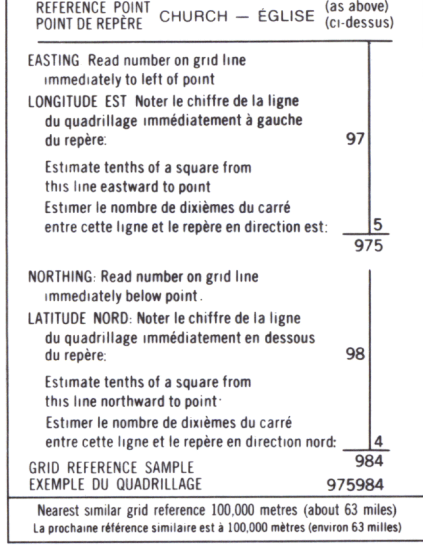 REFERENCE POINT CHURCH — ÉGLISE (as above)
POINT DE REPÈRE (ci-dessus)
EASTING Read number on grid line
immediately to left of point
LONGITUDE EST Noter le chiffre de la ligne
du quadrillage immédiatement à gauche
du repère: 97
Estimate tenths of a square from
this line eastward to point
Estimer le nombre de dixièmes du carré
entre cette ligne et le repère en direction est: 5
975
NORTHING: Read number on grid line
immediately below point.
LATITUDE NORD: Noter le chiffre de la ligne
du quadrillage immédiatement en dessous
du repère: 98
Estimate tenths of a square from
this line northward to point·
Estimer le nombre de dixièmes du carré
entre cette ligne et le repère en direction nord: 4
GRID REFERENCE SAMPLE 984
EXEMPLE DU QUADRILLAGE 975984
Nearest similar grid reference 100,000 metres (about 63 miles)
La prochaine référence similaire est à 100,000 mètres (environ 63 milles)